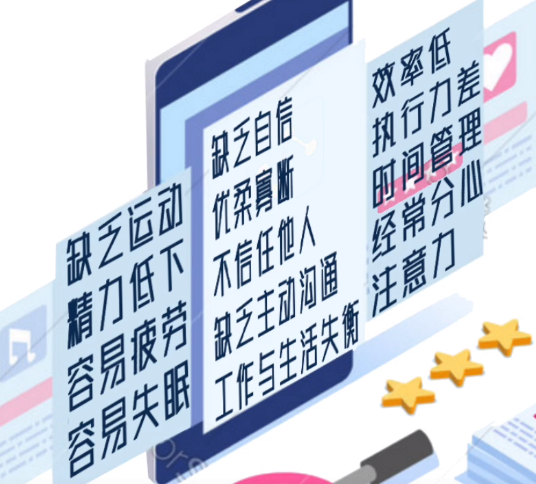 缺乏运动
精力低下
容易疲劳
容易失眠
缺乏自信
优柔寡断
不信任他人
缺乏主动沟通
工作与生活失衡
效率低
执行力差
时间管理
经常分心
注意力